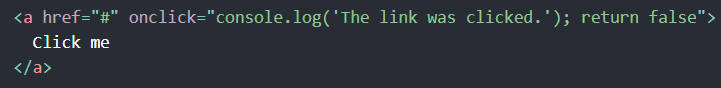 <a href="#" onclick="console.log('The link was clicked.'); return false">
Click me
</a>